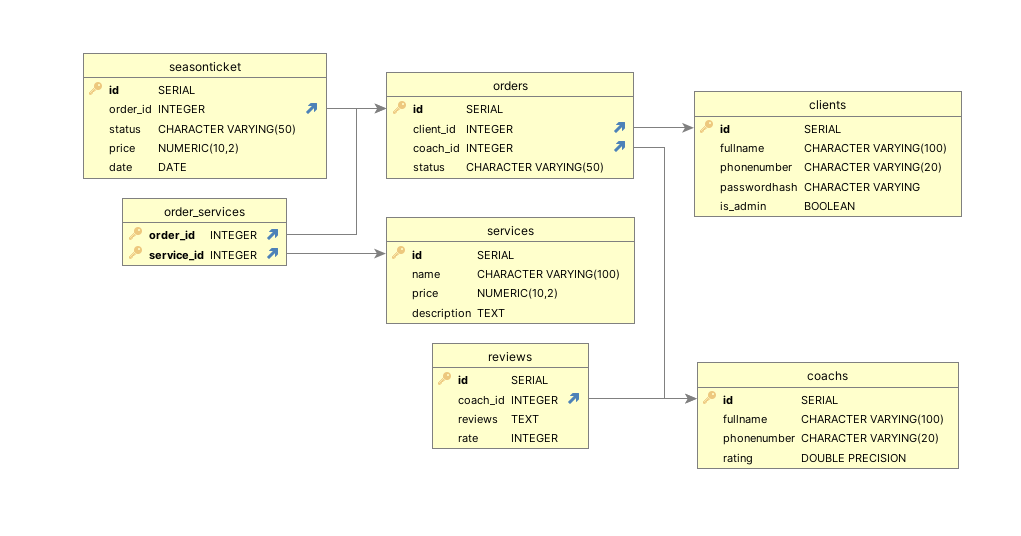 seasonticket
id SERIAL
order_id INTEGER
status CHARACTER VARYING(50)
price NUMERIC(10,2)
date DATE
orders
id SERIAL
client_id INTEGER
coach_id INTEGER
status CHARACTER VARYING(50)
clients
id SERIAL
fullname CHARACTER VARYING(100)
phonenumber CHARACTER VARYING(20)
passwordhash CHARACTER VARYING
is_admin BOOLEAN
order_services
order_id INTEGER
service_id INTEGER
services
id SERIAL
name CHARACTER VARYING(100)
price NUMERIC(10,2)
description TEXT
reviews
id SERIAL
coach_id INTEGER
reviews TEXT
rate INTEGER
coachs
id SERIAL
fullname CHARACTER VARYING(100)
phonenumber CHARACTER VARYING(20)
rating DOUBLE PRECISION